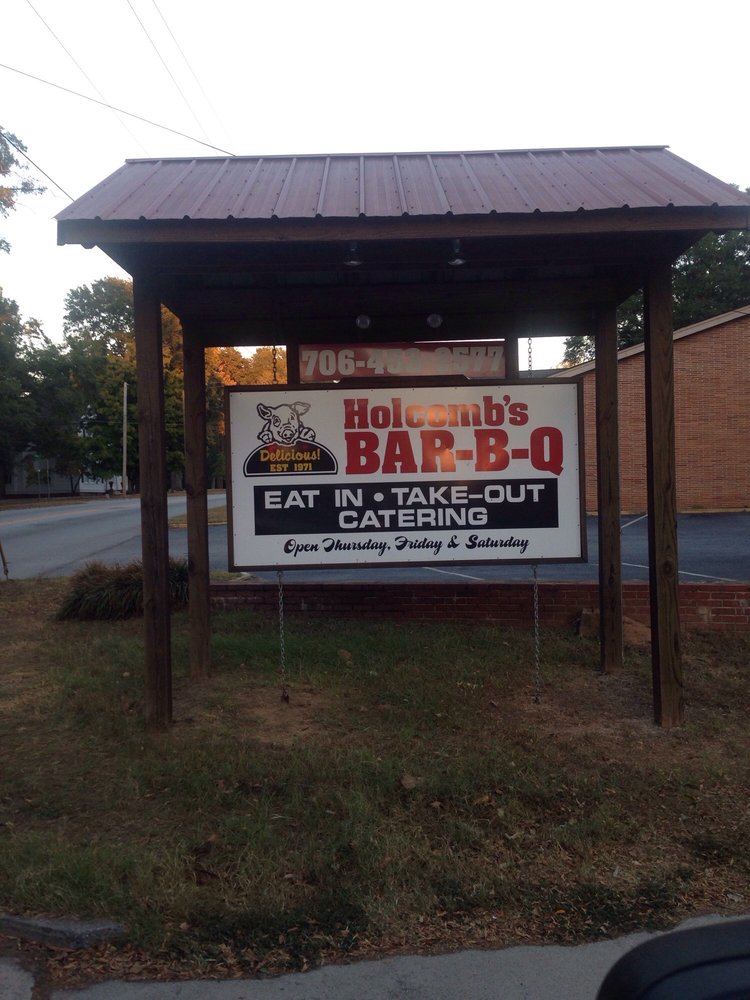 Holcomb's
BAR-B-Q
Delicious!
EST 1971
EAT IN • TAKE-OUT
CATERING
Open Thursday, Friday & Saturday